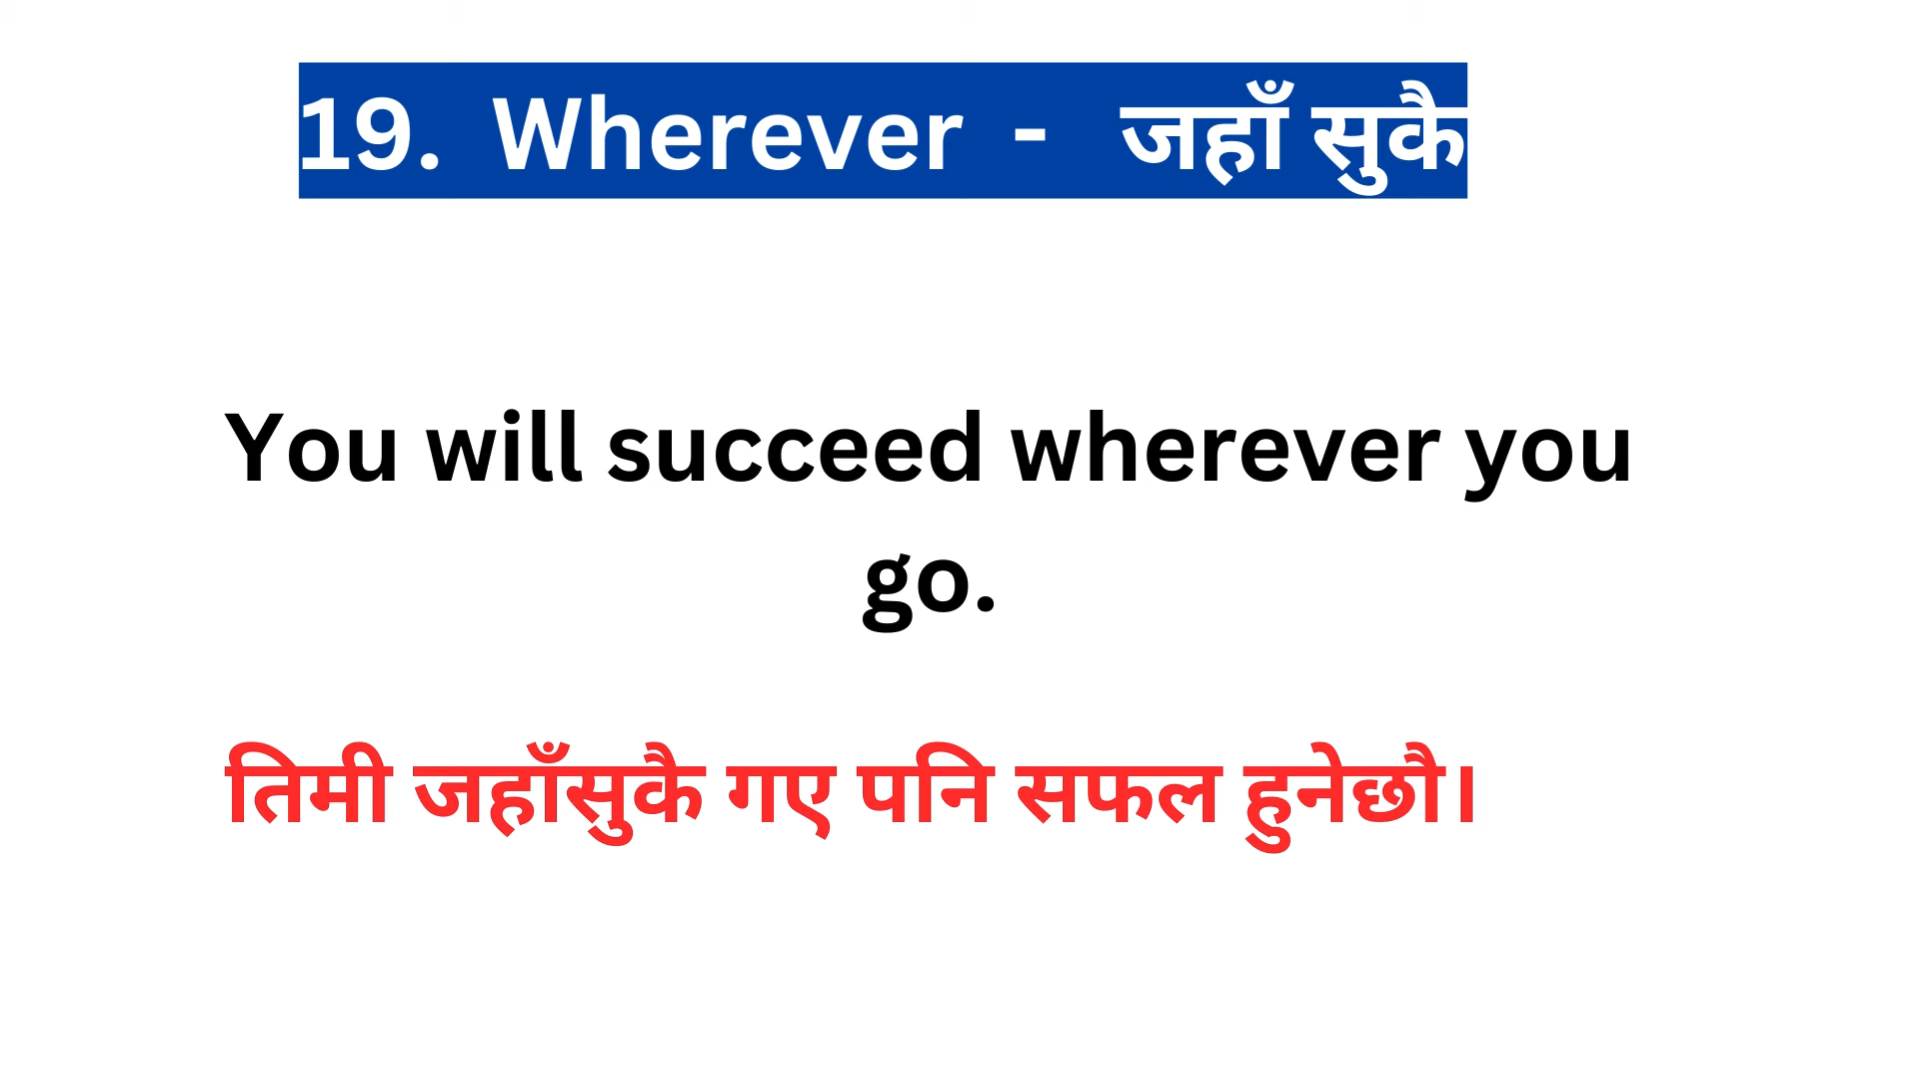 19. Wherever - जहाँ सुकै
You will succeed wherever you
go.
तिमी जहाँसुकै गए पनि सफल हुनेछौ।